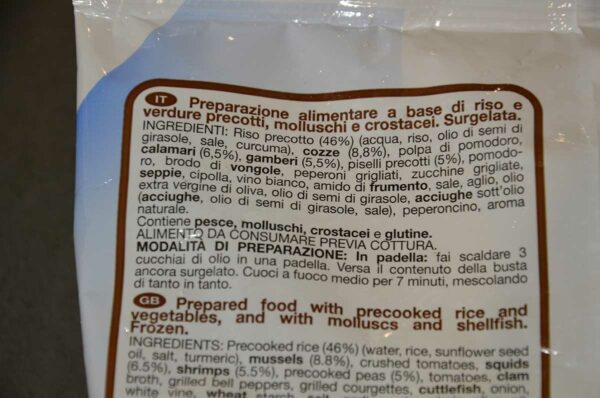 IT Preparazione alimentare a base di riso e
verdure precotti, molluschi e crostacei. Surgelata.
INGREDIENTI: Riso precotto (46%) (acqua, riso, olio di semi di
girasole, sale, curcuma), cozze (8,8%), polpa di pomodoro,
calamari (6,5%), gamberi (5,5%), piselli precotti (5%), pomodo-
ro, brodo di vongole, peperoni grigliati, zucchine grigliate,
seppie, cipolla, vino bianco, amido di frumento, sale, aglio, olio
extra vergine di oliva, olio di semi di girasole, acciughe sott'olio
(acciughe, olio di semi di girasole, sale), peperoncino, aroma
naturale.
Contiene pesce, molluschi, crostacei e glutine.
ALIMENTO DA CONSUMARE PREVIA COTTURA.
MODALITÀ DI PREPARAZIONE: In padella: fai scaldare 3
cucchiai di olio in una padella. Versa il contenuto della busta
ancora surgelato. Cuoci a fuoco medio per 7 minuti, mescolando
di tanto in tanto.
GB Prepared food with precooked rice and
vegetables, and with molluscs and shellfish.
Frozen.
INGREDIENTS: Precooked rice (46%) (water, rice, sunflower seed
oil, salt, turmeric), mussels (8.8%), crushed tomatoes, squids
(6.5%), shrimps (5.5%), precooked peas (5%), tomatoes, clam
broth, grilled bell peppers, grilled courgettes, cuttlefish, onion,
white vine, wheat starch, salt,